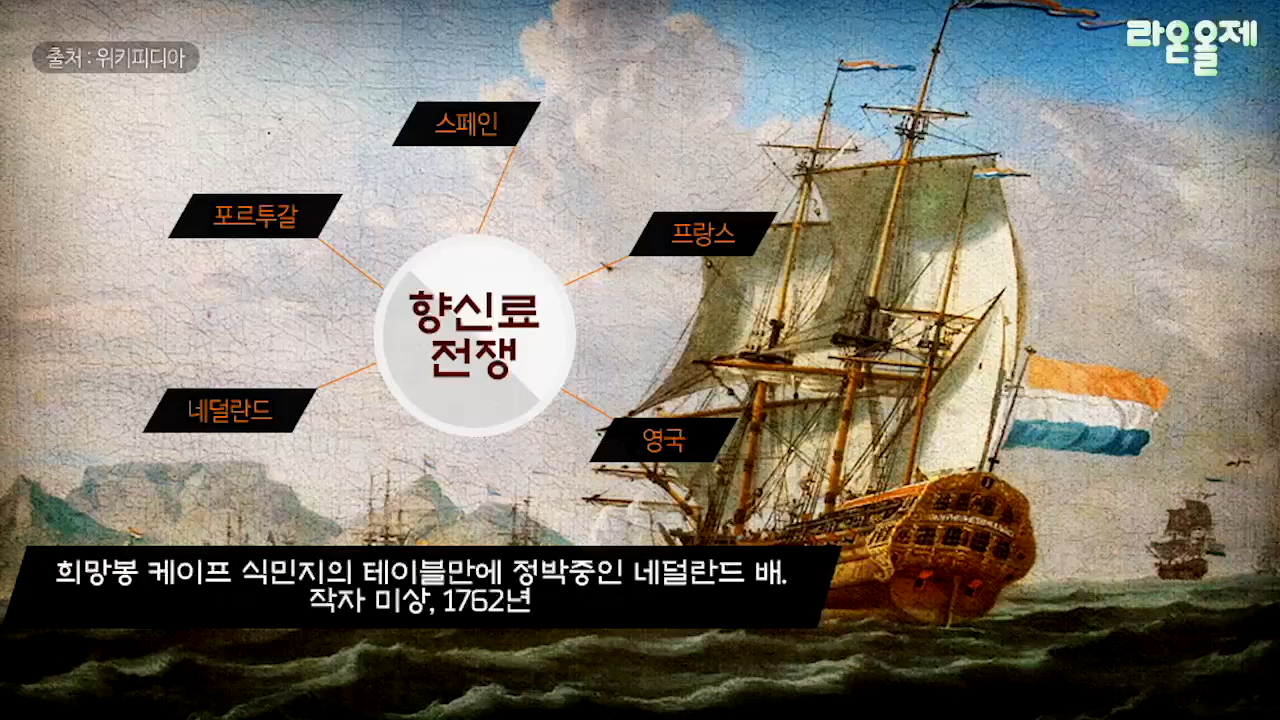 출처 : 위키피디아
라온올제
스페인
포르투갈
프랑스
향신료
전쟁
네덜란드
영국
희망봉 케이프 식민지의 테이블만에 정박중인 네덜란드 배.
작자 미상, 1762년